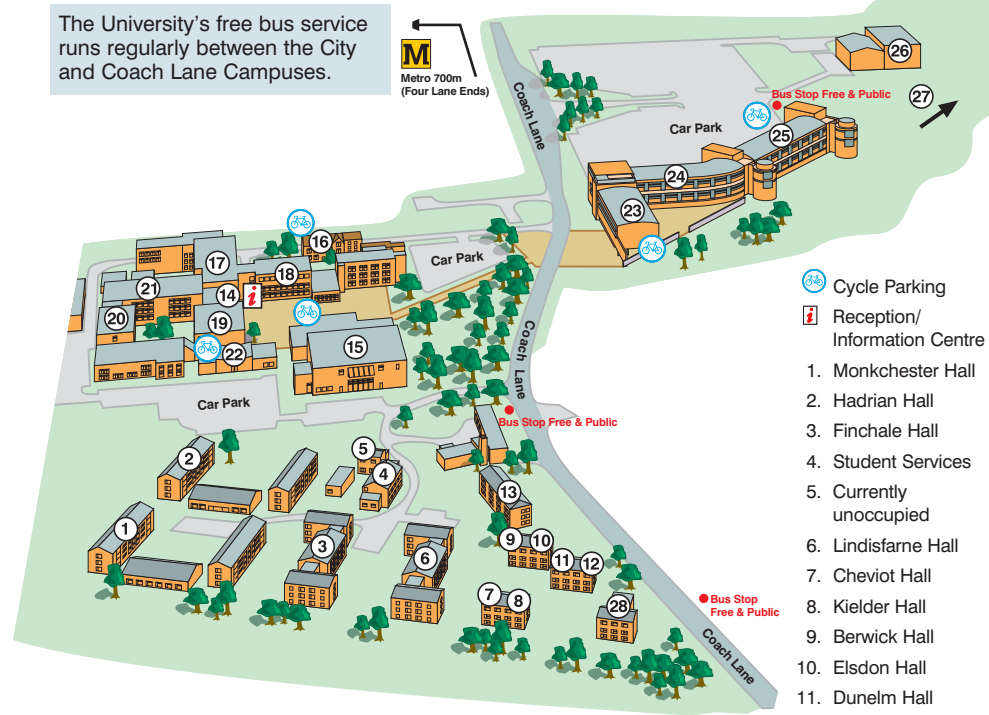 The University's free bus service
runs regularly between the City
and Coach Lane Campuses.
M
Metro 700m
(Four Lane Ends)
Coach Lane
26
27
Bus Stop Free & Public
Car Park
25
24
23
16
17
18
Car Park
21
14
i
20
19
22
15
Coach Lane
Car Park
Bus Stop Free & Public
2
5
4
13
1
3
6
9
10
11
12
7
8
28
Bus Stop
Free & Public
Coach Lane
Cycle Parking
i Reception/
Information Centre
1. Monkchester Hall
2. Hadrian Hall
3. Finchale Hall
4. Student Services
5. Currently
unoccupied
6. Lindisfarne Hall
7. Cheviot Hall
8. Kielder Hall
9. Berwick Hall
10. Elsdon Hall
11. Dunelm Hall